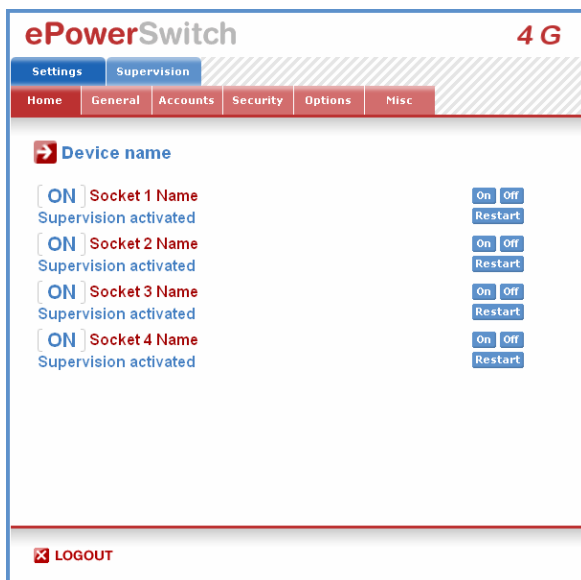 ePowerSwitch 4 G
Settings Supervision
Home General Accounts Security Options Misc
Device name
ON Socket 1 Name On Off
Supervision activated Restart
ON Socket 2 Name On Off
Supervision activated Restart
ON Socket 3 Name On Off
Supervision activated Restart
ON Socket 4 Name On Off
Supervision activated Restart
LOGOUT